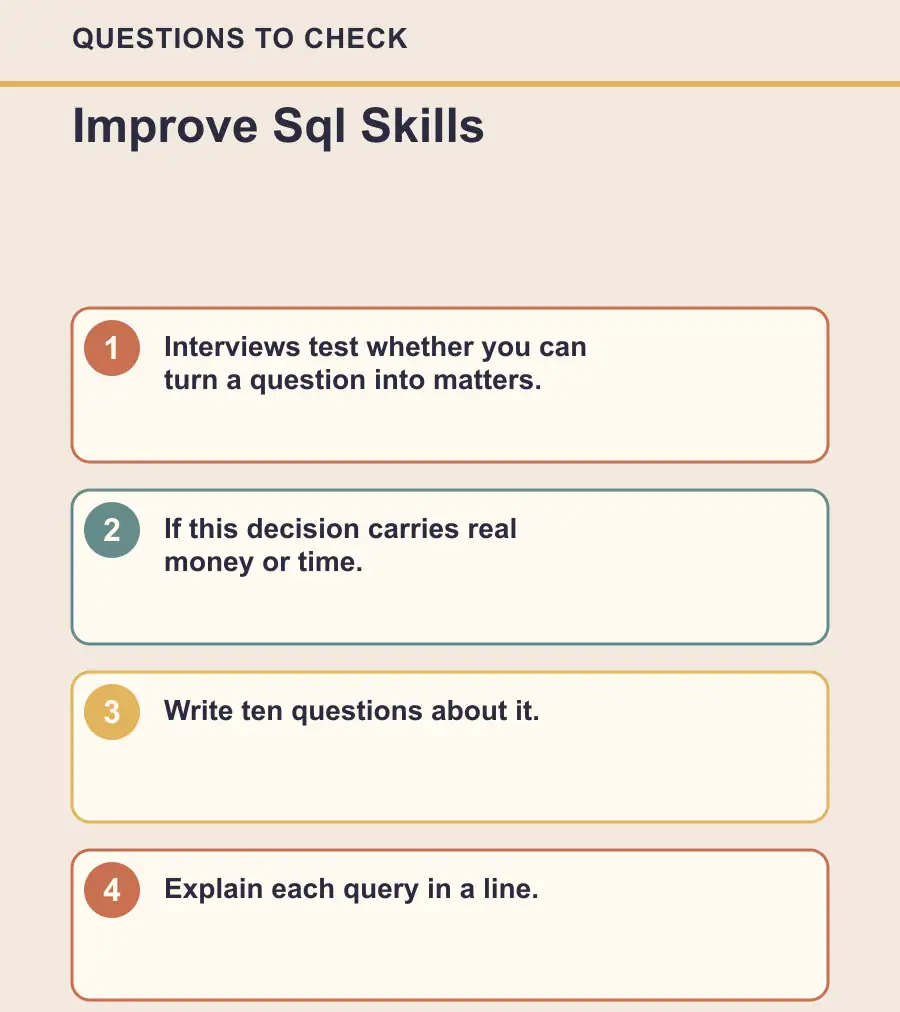 QUESTIONS TO CHECK
Improve Sql Skills
1
Interviews test whether you can
turn a question into matters.
2
If this decision carries real
money or time.
3
Write ten questions about it.
4
Explain each query in a line.